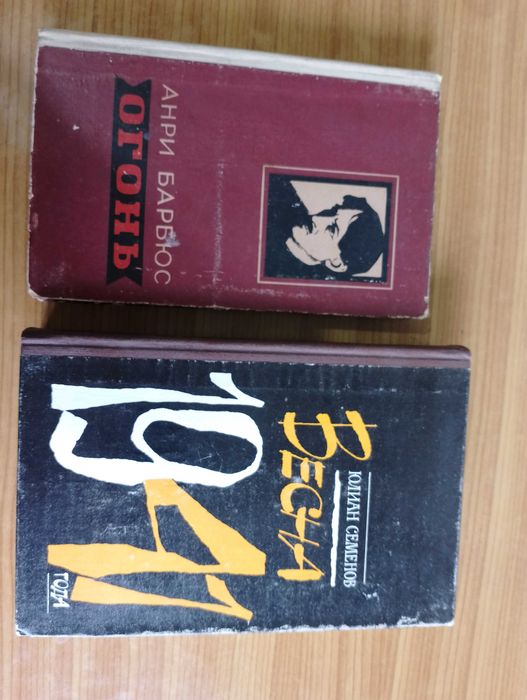 АНРИ БАРБЮС
ОГОНЬ
ЮЛИАН СЕМЕНОВ
ВЕСНА
1941
ГОДА